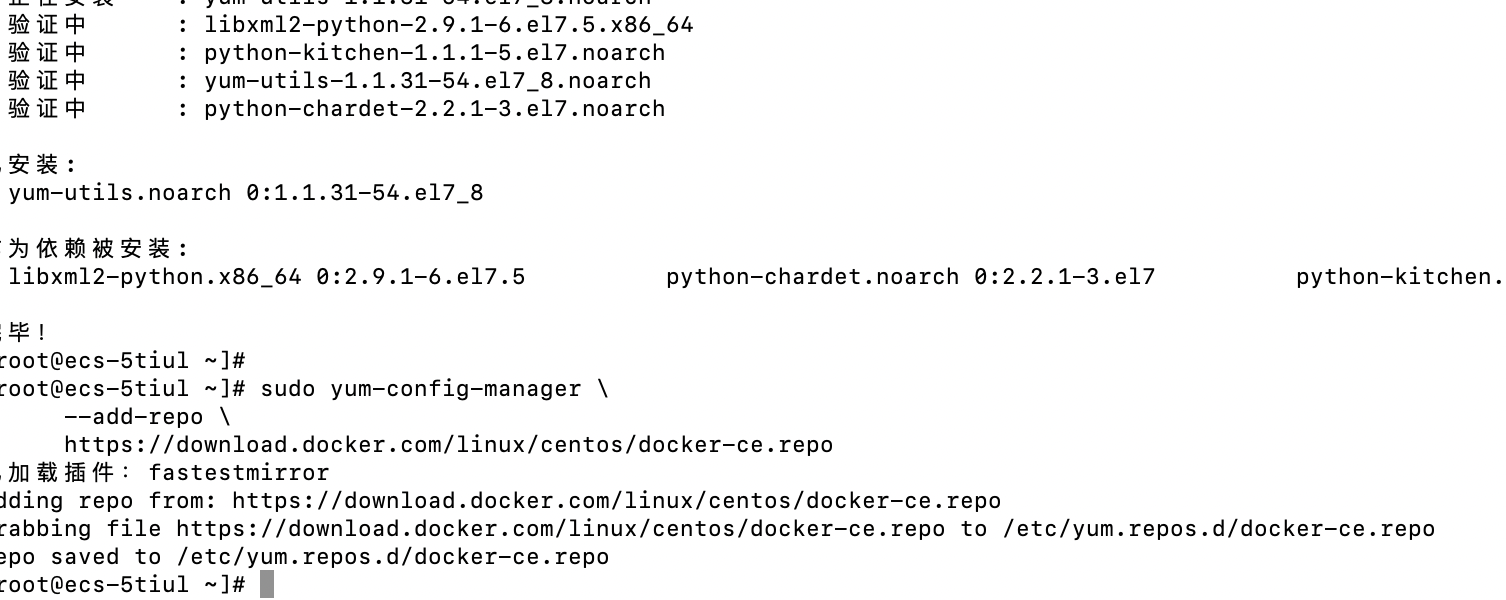 验证中 : libxml2-python-2.9.1-6.el7.5.x86_64
验证中 : python-kitchen-1.1.1-5.el7.noarch
验证中 : yum-utils-1.1.31-54.el7_8.noarch
验证中 : python-chardet-2.2.1-3.el7.noarch
安装:
yum-utils.noarch 0:1.1.31-54.el7_8
为依赖被安装:
libxml2-python.x86_64 0:2.9.1-6.el7.5 python-chardet.noarch 0:2.2.1-3.el7 python-kitchen.
毕!
root@ecs-5tiul ~]#
root@ecs-5tiul ~]# sudo yum-config-manager \
--add-repo \
https://download.docker.com/linux/centos/docker-ce.repo
加载插件: fastestmirror
dding repo from: https://download.docker.com/linux/centos/docker-ce.repo
rabbing file https://download.docker.com/linux/centos/docker-ce.repo to /etc/yum.repos.d/docker-ce.repo
epo saved to /etc/yum.repos.d/docker-ce.repo
root@ecs-5tiul ~]#